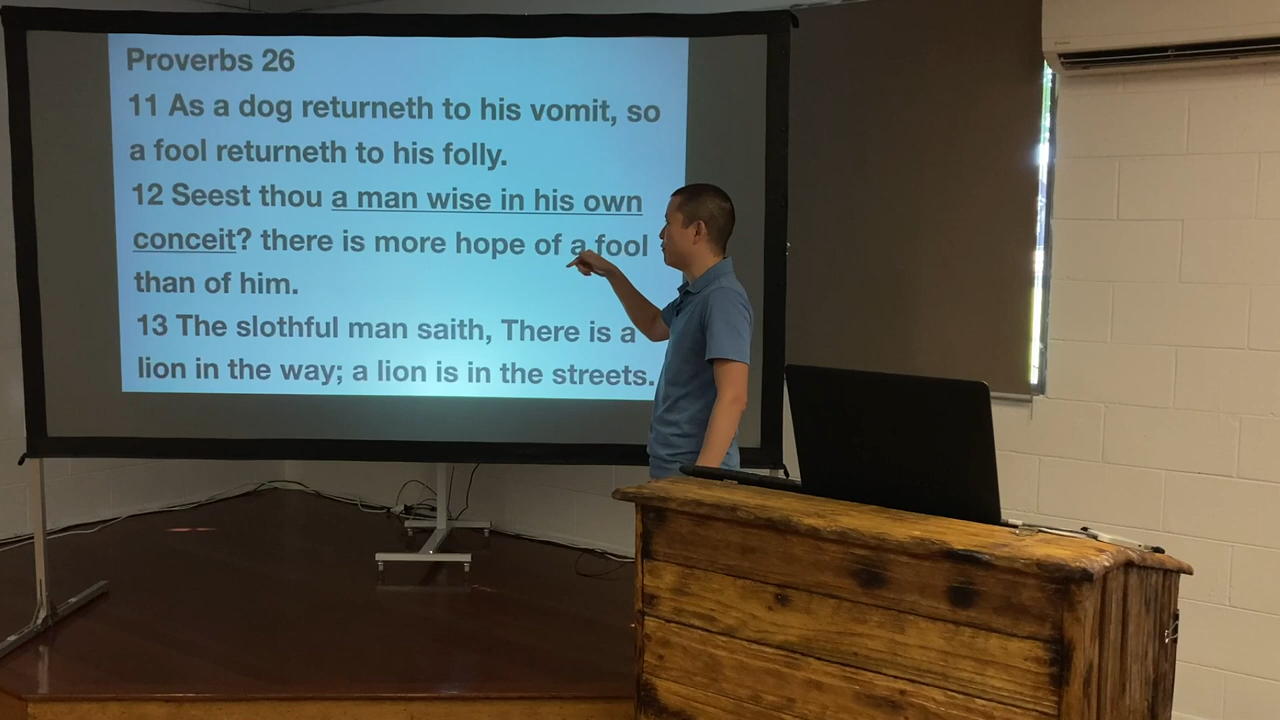 Proverbs 26
11 As a dog returneth to his vomit, so
a fool returneth to his folly.
12 Seest thou a man wise in his own
conceit? there is more hope of a fool
than of him.
13 The slothful man saith, There is a
lion in the way; a lion is in the streets.